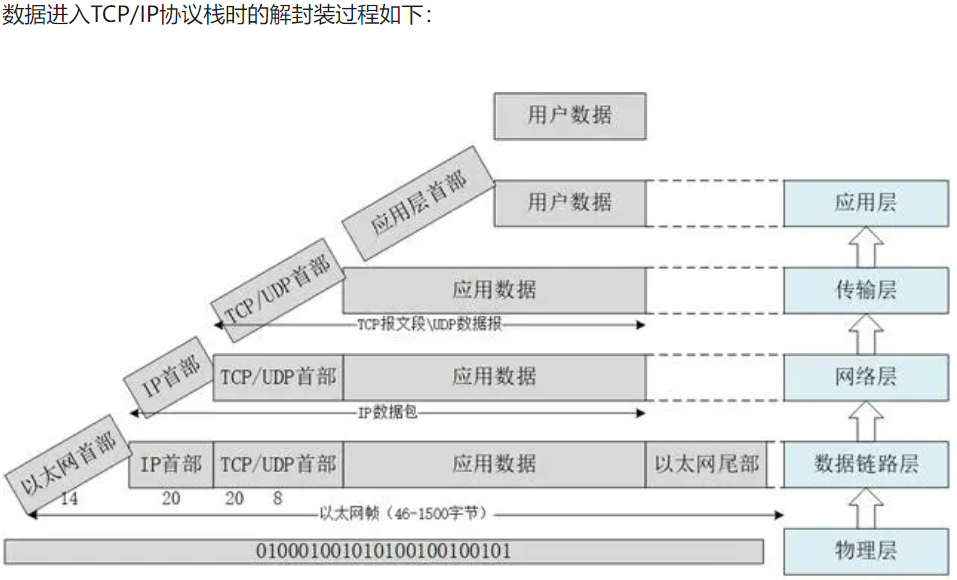 数据进入TCP/IP协议栈时的解封装过程如下：
用户数据
应用层首部
用户数据
应用层
TCP/UDP首部
应用数据
传输层
TCP报文段\UDP数据报
IP首部
TCP/UDP首部
应用数据
网络层
IP数据包
以太网首部
IP首部
TCP/UDP首部
应用数据
以太网尾部
数据链路层
14
20
20
8
以太网帧（46-1500字节）
010001001010100100100101
物理层